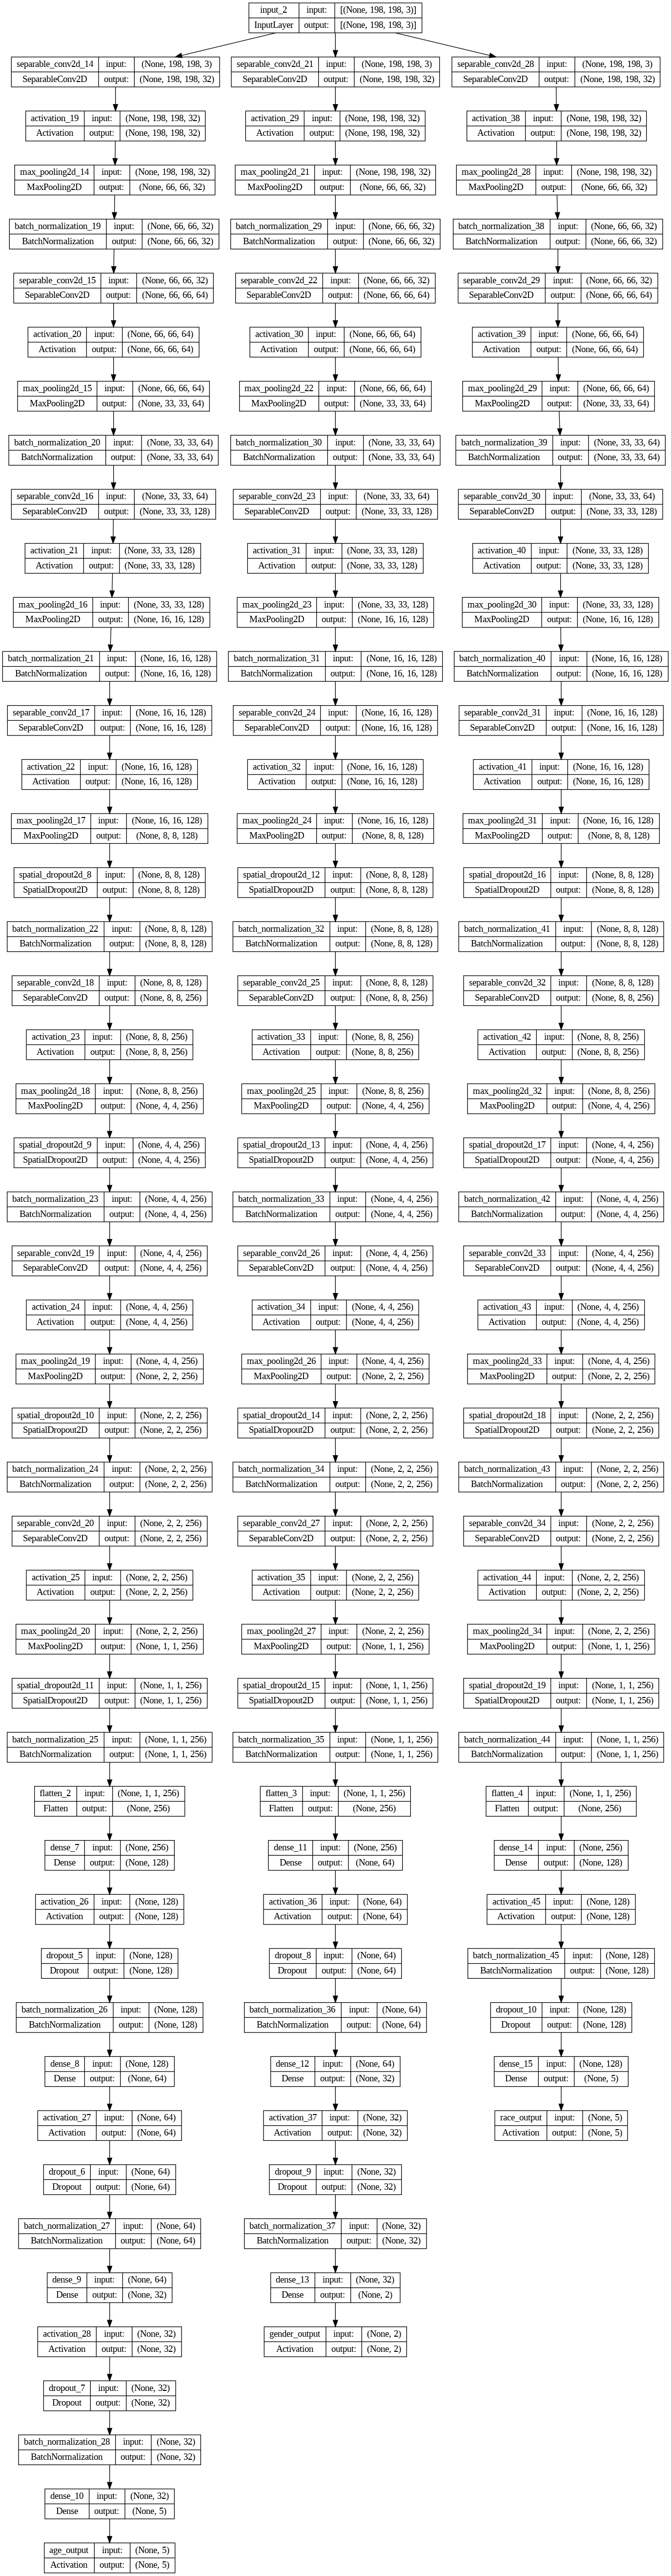 input_2 input: [(None, 198, 198, 3)]
InputLayer output: [(None, 198, 198, 3)]
separable_conv2d_14 input: (None, 198, 198, 3)
SeparableConv2D output: (None, 198, 198, 32)
activation_19 input: (None, 198, 198, 32)
Activation output: (None, 198, 198, 32)
max_pooling2d_14 input: (None, 198, 198, 32)
MaxPooling2D output: (None, 66, 66, 32)
batch_normalization_19 input: (None, 66, 66, 32)
BatchNormalization output: (None, 66, 66, 32)
separable_conv2d_15 input: (None, 66, 66, 32)
SeparableConv2D output: (None, 66, 66, 64)
activation_20 input: (None, 66, 66, 64)
Activation output: (None, 66, 66, 64)
max_pooling2d_15 input: (None, 66, 66, 64)
MaxPooling2D output: (None, 33, 33, 64)
batch_normalization_20 input: (None, 33, 33, 64)
BatchNormalization output: (None, 33, 33, 64)
separable_conv2d_16 input: (None, 33, 33, 64)
SeparableConv2D output: (None, 33, 33, 128)
activation_21 input: (None, 33, 33, 128)
Activation output: (None, 33, 33, 128)
max_pooling2d_16 input: (None, 33, 33, 128)
MaxPooling2D output: (None, 16, 16, 128)
batch_normalization_21 input: (None, 16, 16, 128)
BatchNormalization output: (None, 16, 16, 128)
separable_conv2d_17 input: (None, 16, 16, 128)
SeparableConv2D output: (None, 16, 16, 128)
activation_22 input: (None, 16, 16, 128)
Activation output: (None, 16, 16, 128)
max_pooling2d_17 input: (None, 16, 16, 128)
MaxPooling2D output: (None, 8, 8, 128)
spatial_dropout2d_8 input: (None, 8, 8, 128)
SpatialDropout2D output: (None, 8, 8, 128)
batch_normalization_22 input: (None, 8, 8, 128)
BatchNormalization output: (None, 8, 8, 128)
separable_conv2d_18 input: (None, 8, 8, 128)
SeparableConv2D output: (None, 8, 8, 256)
activation_23 input: (None, 8, 8, 256)
Activation output: (None, 8, 8, 256)
max_pooling2d_18 input: (None, 8, 8, 256)
MaxPooling2D output: (None, 4, 4, 256)
spatial_dropout2d_9 input: (None, 4, 4, 256)
SpatialDropout2D output: (None, 4, 4, 256)
batch_normalization_23 input: (None, 4, 4, 256)
BatchNormalization output: (None, 4, 4, 256)
separable_conv2d_19 input: (None, 4, 4, 256)
SeparableConv2D output: (None, 4, 4, 256)
activation_24 input: (None, 4, 4, 256)
Activation output: (None, 4, 4, 256)
max_pooling2d_19 input: (None, 4, 4, 256)
MaxPooling2D output: (None, 2, 2, 256)
spatial_dropout2d_10 input: (None, 2, 2, 256)
SpatialDropout2D output: (None, 2, 2, 256)
batch_normalization_24 input: (None, 2, 2, 256)
BatchNormalization output: (None, 2, 2, 256)
separable_conv2d_20 input: (None, 2, 2, 256)
SeparableConv2D output: (None, 2, 2, 256)
activation_25 input: (None, 2, 2, 256)
Activation output: (None, 2, 2, 256)
max_pooling2d_20 input: (None, 2, 2, 256)
MaxPooling2D output: (None, 1, 1, 256)
spatial_dropout2d_11 input: (None, 1, 1, 256)
SpatialDropout2D output: (None, 1, 1, 256)
batch_normalization_25 input: (None, 1, 1, 256)
BatchNormalization output: (None, 1, 1, 256)
flatten_2 input: (None, 1, 1, 256)
Flatten output: (None, 256)
dense_7 input: (None, 256)
Dense output: (None, 128)
activation_26 input: (None, 128)
Activation output: (None, 128)
dropout_5 input: (None, 128)
Dropout output: (None, 128)
batch_normalization_26 input: (None, 128)
BatchNormalization output: (None, 128)
dense_8 input: (None, 128)
Dense output: (None, 64)
activation_27 input: (None, 64)
Activation output: (None, 64)
dropout_6 input: (None, 64)
Dropout output: (None, 64)
batch_normalization_27 input: (None, 64)
BatchNormalization output: (None, 64)
dense_9 input: (None, 64)
Dense output: (None, 32)
activation_28 input: (None, 32)
Activation output: (None, 32)
dropout_7 input: (None, 32)
Dropout output: (None, 32)
batch_normalization_28 input: (None, 32)
BatchNormalization output: (None, 32)
dense_10 input: (None, 32)
Dense output: (None, 5)
age_output input: (None, 5)
Activation output: (None, 5)
separable_conv2d_21 input: (None, 198, 198, 3)
SeparableConv2D output: (None, 198, 198, 32)
activation_29 input: (None, 198, 198, 32)
Activation output: (None, 198, 198, 32)
max_pooling2d_21 input: (None, 198, 198, 32)
MaxPooling2D output: (None, 66, 66, 32)
batch_normalization_29 input: (None, 66, 66, 32)
BatchNormalization output: (None, 66, 66, 32)
separable_conv2d_22 input: (None, 66, 66, 32)
SeparableConv2D output: (None, 66, 66, 64)
activation_30 input: (None, 66, 66, 64)
Activation output: (None, 66, 66, 64)
max_pooling2d_22 input: (None, 66, 66, 64)
MaxPooling2D output: (None, 33, 33, 64)
batch_normalization_30 input: (None, 33, 33, 64)
BatchNormalization output: (None, 33, 33, 64)
separable_conv2d_23 input: (None, 33, 33, 64)
SeparableConv2D output: (None, 33, 33, 128)
activation_31 input: (None, 33, 33, 128)
Activation output: (None, 33, 33, 128)
max_pooling2d_23 input: (None, 33, 33, 128)
MaxPooling2D output: (None, 16, 16, 128)
batch_normalization_31 input: (None, 16, 16, 128)
BatchNormalization output: (None, 16, 16, 128)
separable_conv2d_24 input: (None, 16, 16, 128)
SeparableConv2D output: (None, 16, 16, 128)
activation_32 input: (None, 16, 16, 128)
Activation output: (None, 16, 16, 128)
max_pooling2d_24 input: (None, 16, 16, 128)
MaxPooling2D output: (None, 8, 8, 128)
spatial_dropout2d_12 input: (None, 8, 8, 128)
SpatialDropout2D output: (None, 8, 8, 128)
batch_normalization_32 input: (None, 8, 8, 128)
BatchNormalization output: (None, 8, 8, 128)
separable_conv2d_25 input: (None, 8, 8, 128)
SeparableConv2D output: (None, 8, 8, 256)
activation_33 input: (None, 8, 8, 256)
Activation output: (None, 8, 8, 256)
max_pooling2d_25 input: (None, 8, 8, 256)
MaxPooling2D output: (None, 4, 4, 256)
spatial_dropout2d_13 input: (None, 4, 4, 256)
SpatialDropout2D output: (None, 4, 4, 256)
batch_normalization_33 input: (None, 4, 4, 256)
BatchNormalization output: (None, 4, 4, 256)
separable_conv2d_26 input: (None, 4, 4, 256)
SeparableConv2D output: (None, 4, 4, 256)
activation_34 input: (None, 4, 4, 256)
Activation output: (None, 4, 4, 256)
max_pooling2d_26 input: (None, 4, 4, 256)
MaxPooling2D output: (None, 2, 2, 256)
spatial_dropout2d_14 input: (None, 2, 2, 256)
SpatialDropout2D output: (None, 2, 2, 256)
batch_normalization_34 input: (None, 2, 2, 256)
BatchNormalization output: (None, 2, 2, 256)
separable_conv2d_27 input: (None, 2, 2, 256)
SeparableConv2D output: (None, 2, 2, 256)
activation_35 input: (None, 2, 2, 256)
Activation output: (None, 2, 2, 256)
max_pooling2d_27 input: (None, 2, 2, 256)
MaxPooling2D output: (None, 1, 1, 256)
spatial_dropout2d_15 input: (None, 1, 1, 256)
SpatialDropout2D output: (None, 1, 1, 256)
batch_normalization_35 input: (None, 1, 1, 256)
BatchNormalization output: (None, 1, 1, 256)
flatten_3 input: (None, 1, 1, 256)
Flatten output: (None, 256)
dense_11 input: (None, 256)
Dense output: (None, 64)
activation_36 input: (None, 64)
Activation output: (None, 64)
dropout_8 input: (None, 64)
Dropout output: (None, 64)
batch_normalization_36 input: (None, 64)
BatchNormalization output: (None, 64)
dense_12 input: (None, 64)
Dense output: (None, 32)
activation_37 input: (None, 32)
Activation output: (None, 32)
dropout_9 input: (None, 32)
Dropout output: (None, 32)
batch_normalization_37 input: (None, 32)
BatchNormalization output: (None, 32)
dense_13 input: (None, 32)
Dense output: (None, 2)
gender_output input: (None, 2)
Activation output: (None, 2)
separable_conv2d_28 input: (None, 198, 198, 3)
SeparableConv2D output: (None, 198, 198, 32)
activation_38 input: (None, 198, 198, 32)
Activation output: (None, 198, 198, 32)
max_pooling2d_28 input: (None, 198, 198, 32)
MaxPooling2D output: (None, 66, 66, 32)
batch_normalization_38 input: (None, 66, 66, 32)
BatchNormalization output: (None, 66, 66, 32)
separable_conv2d_29 input: (None, 66, 66, 32)
SeparableConv2D output: (None, 66, 66, 64)
activation_39 input: (None, 66, 66, 64)
Activation output: (None, 66, 66, 64)
max_pooling2d_29 input: (None, 66, 66, 64)
MaxPooling2D output: (None, 33, 33, 64)
batch_normalization_39 input: (None, 33, 33, 64)
BatchNormalization output: (None, 33, 33, 64)
separable_conv2d_30 input: (None, 33, 33, 64)
SeparableConv2D output: (None, 33, 33, 128)
activation_40 input: (None, 33, 33, 128)
Activation output: (None, 33, 33, 128)
max_pooling2d_30 input: (None, 33, 33, 128)
MaxPooling2D output: (None, 16, 16, 128)
batch_normalization_40 input: (None, 16, 16, 128)
BatchNormalization output: (None, 16, 16, 128)
separable_conv2d_31 input: (None, 16, 16, 128)
SeparableConv2D output: (None, 16, 16, 128)
activation_41 input: (None, 16, 16, 128)
Activation output: (None, 16, 16, 128)
max_pooling2d_31 input: (None, 16, 16, 128)
MaxPooling2D output: (None, 8, 8, 128)
spatial_dropout2d_16 input: (None, 8, 8, 128)
SpatialDropout2D output: (None, 8, 8, 128)
batch_normalization_41 input: (None, 8, 8, 128)
BatchNormalization output: (None, 8, 8, 128)
separable_conv2d_32 input: (None, 8, 8, 128)
SeparableConv2D output: (None, 8, 8, 256)
activation_42 input: (None, 8, 8, 256)
Activation output: (None, 8, 8, 256)
max_pooling2d_32 input: (None, 8, 8, 256)
MaxPooling2D output: (None, 4, 4, 256)
spatial_dropout2d_17 input: (None, 4, 4, 256)
SpatialDropout2D output: (None, 4, 4, 256)
batch_normalization_42 input: (None, 4, 4, 256)
BatchNormalization output: (None, 4, 4, 256)
separable_conv2d_33 input: (None, 4, 4, 256)
SeparableConv2D output: (None, 4, 4, 256)
activation_43 input: (None, 4, 4, 256)
Activation output: (None, 4, 4, 256)
max_pooling2d_33 input: (None, 4, 4, 256)
MaxPooling2D output: (None, 2, 2, 256)
spatial_dropout2d_18 input: (None, 2, 2, 256)
SpatialDropout2D output: (None, 2, 2, 256)
batch_normalization_43 input: (None, 2, 2, 256)
BatchNormalization output: (None, 2, 2, 256)
separable_conv2d_34 input: (None, 2, 2, 256)
SeparableConv2D output: (None, 2, 2, 256)
activation_44 input: (None, 2, 2, 256)
Activation output: (None, 2, 2, 256)
max_pooling2d_34 input: (None, 2, 2, 256)
MaxPooling2D output: (None, 1, 1, 256)
spatial_dropout2d_19 input: (None, 1, 1, 256)
SpatialDropout2D output: (None, 1, 1, 256)
batch_normalization_44 input: (None, 1, 1, 256)
BatchNormalization output: (None, 1, 1, 256)
flatten_4 input: (None, 1, 1, 256)
Flatten output: (None, 256)
dense_14 input: (None, 256)
Dense output: (None, 128)
activation_45 input: (None, 128)
Activation output: (None, 128)
batch_normalization_45 input: (None, 128)
BatchNormalization output: (None, 128)
dropout_10 input: (None, 128)
Dropout output: (None, 128)
dense_15 input: (None, 128)
Dense output: (None, 5)
race_output input: (None, 5)
Activation output: (None, 5)